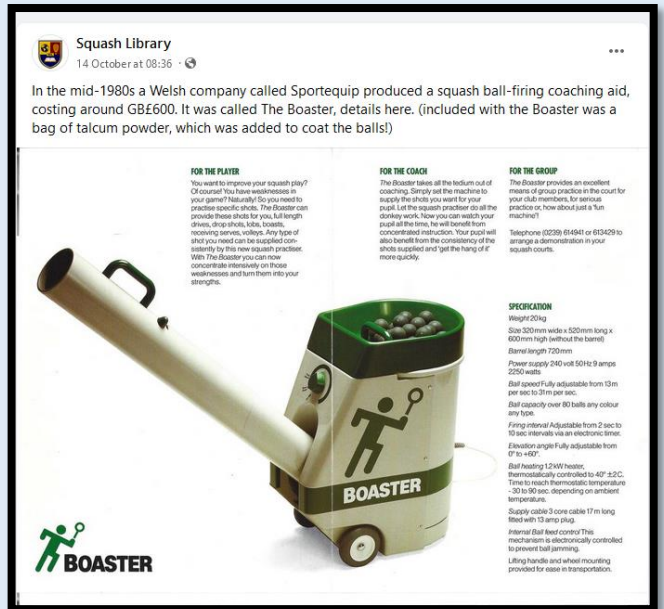 Squash Library
14 October at 08:36 ·
In the mid-1980s a Welsh company called Sportequip produced a squash ball-firing coaching aid,
costing around GB£600. It was called The Boaster, details here. (included with the Boaster was a
bag of talcum powder, which was added to coat the balls!)
FOR THE PLAYER
You want to improve your squash play?
Of course! You have weaknesses in
your game? Naturally! So you need to
practise specific shots. The Boaster can
provide these shots for you, full length
drives, drop shots, lobs, boasts,
receiving serves, volleys. Any type of
shot you need can be supplied con-
sistently by this new squash practiser.
With The Boaster you can now
concentrate intensively on those
weaknesses and turn them into your
strengths.
FOR THE COACH
The Boaster takes all the tedium out of
coaching. Simply set the machine to
supply the shots you want for your
pupil. Let the squash practiser do all the
donkey work. Now you can watch your
pupil all the time, he will benefit from
concentrated instruction. Your pupil will
also benefit from the consistency of the
shots supplied and 'get the hang of it'
more quickly.
FOR THE GROUP
The Boaster provides an excellent
means of group practice in the court for
your club members, for serious
practice or, how about just a 'fun
machine'!
Telephone (0239) 614941 or 613429 to
arrange a demonstration in your
squash courts.
SPECIFICATION
Weight 20kg
Size 320mm wide x 520mm long x
600mm high (without the barrel)
Barrel length 720mm
Power supply 240 volt 50Hz 9 amps
2250 watts
Ball speed Fully adjustable from 13m
per sec to 31m per sec.
Ball capacity over 80 balls any colour
any type.
Firing interval Adjustable from 2 sec to
10 sec intervals via an electronic timer.
Elevation angle Fully adjustable from
0° to +60°.
Ball heating 1.2kW heater,
thermostatically controlled to 40° ±2C.
Time to reach thermostatic temperature
- 30 to 90 sec. depending on ambient
temperature.
Supply cable 3 core cable 17m long
fitted with 13 amp plug.
Internal Ball feed control This
mechanism is electronically controlled
to prevent ball jamming.
Lifting handle and wheel mounting
provided for ease in transportation.
BOASTER
BOASTER